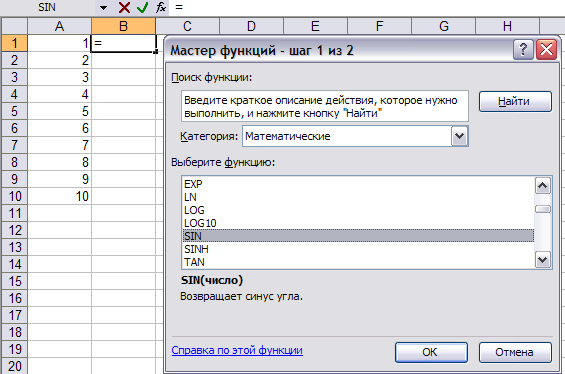 SIN =
A B C D E F G H
1 1 =
2 2
3 3
4 4
5 5
6 6
7 7
8 8
9 9
10 10
11
12
13
14
15
16
17
18
19
20
Мастер функций - шаг 1 из 2
Поиск функции:
Введите краткое описание действия, которое нужно
выполнить, и нажмите кнопку "Найти"
Найти
Категория: Математические
Выберите функцию:
EXP
LN
LOG
LOG10
SIN
SINH
TAN
SIN(число)
Возвращает синус угла.
Справка по этой функции
ОК
Отмена